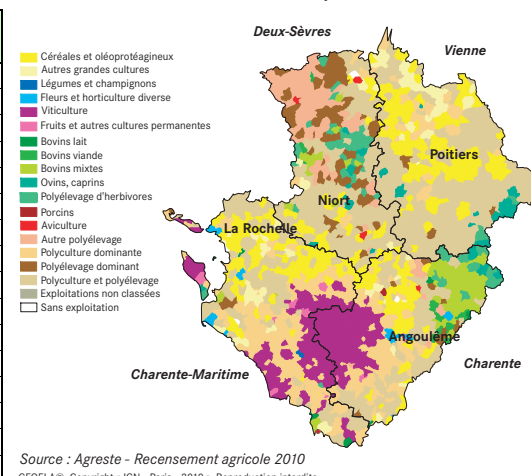 Deux-Sèvres
Vienne
Céréales et oléoprotéagineux
Autres grandes cultures
Légumes et champignons
Fleurs et horticulture diverse
Viticulture
Fruits et autres cultures permanentes
Bovins lait
Bovins viande
Bovins mixtes
Ovins, caprins
Polyélevage d'herbivores
Porcins
Aviculture
Autre polyélevage
Polyculture dominante
Polyélevage dominant
Polyculture et polyélevage
Exploitations non classées
Sans exploitation
Poitiers
Niort
La Rochelle
Angoulême
Charente
Charente-Maritime
Source : Agreste - Recensement agricole 2010